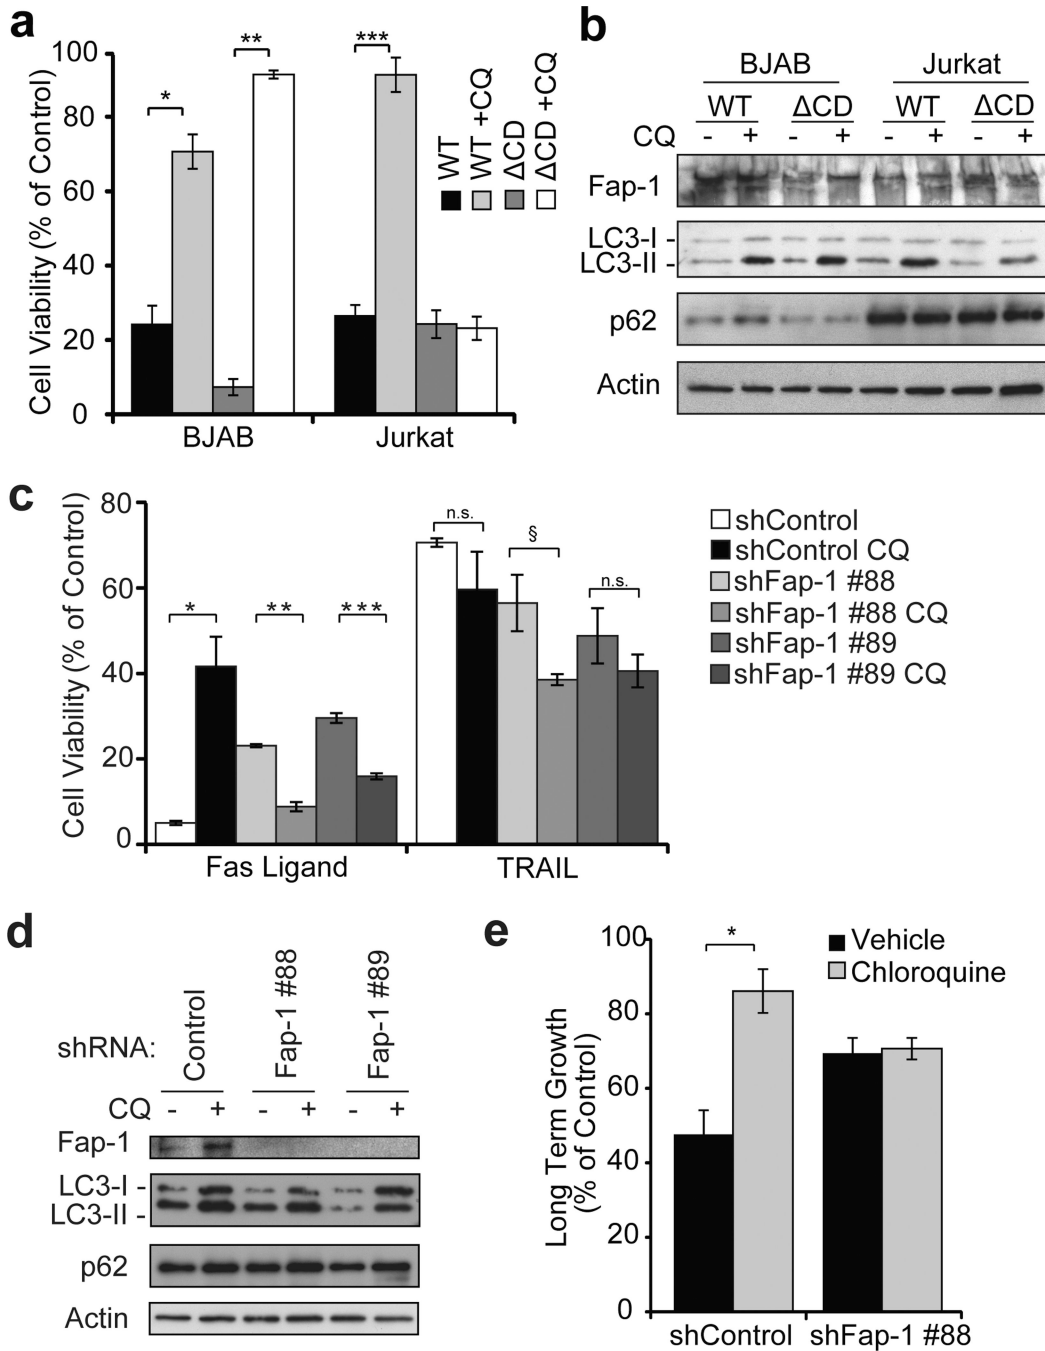 a
Cell Viability (% of Control)
100
80
60
40
20
0
*
**
***
BJAB
Jurkat
WT
WT +CQ
ΔCD
ΔCD +CQ
b
BJAB Jurkat
WT ΔCD WT ΔCD
CQ - + - + - + - +
Fap-1
LC3-I -
LC3-II -
p62
Actin
c
Cell Viability (% of Control)
80
60
40
20
0
*
**
***
n.s.
§
n.s.
Fas Ligand
TRAIL
shControl
shControl CQ
shFap-1 #88
shFap-1 #88 CQ
shFap-1 #89
shFap-1 #89 CQ
d
shRNA:
Control
Fap-1 #88
Fap-1 #89
CQ - + - + - +
Fap-1
LC3-I -
LC3-II -
p62
Actin
e
Long Term Growth
(% of Control)
100
80
60
40
20
0
*
Vehicle
Chloroquine
shControl shFap-1 #88